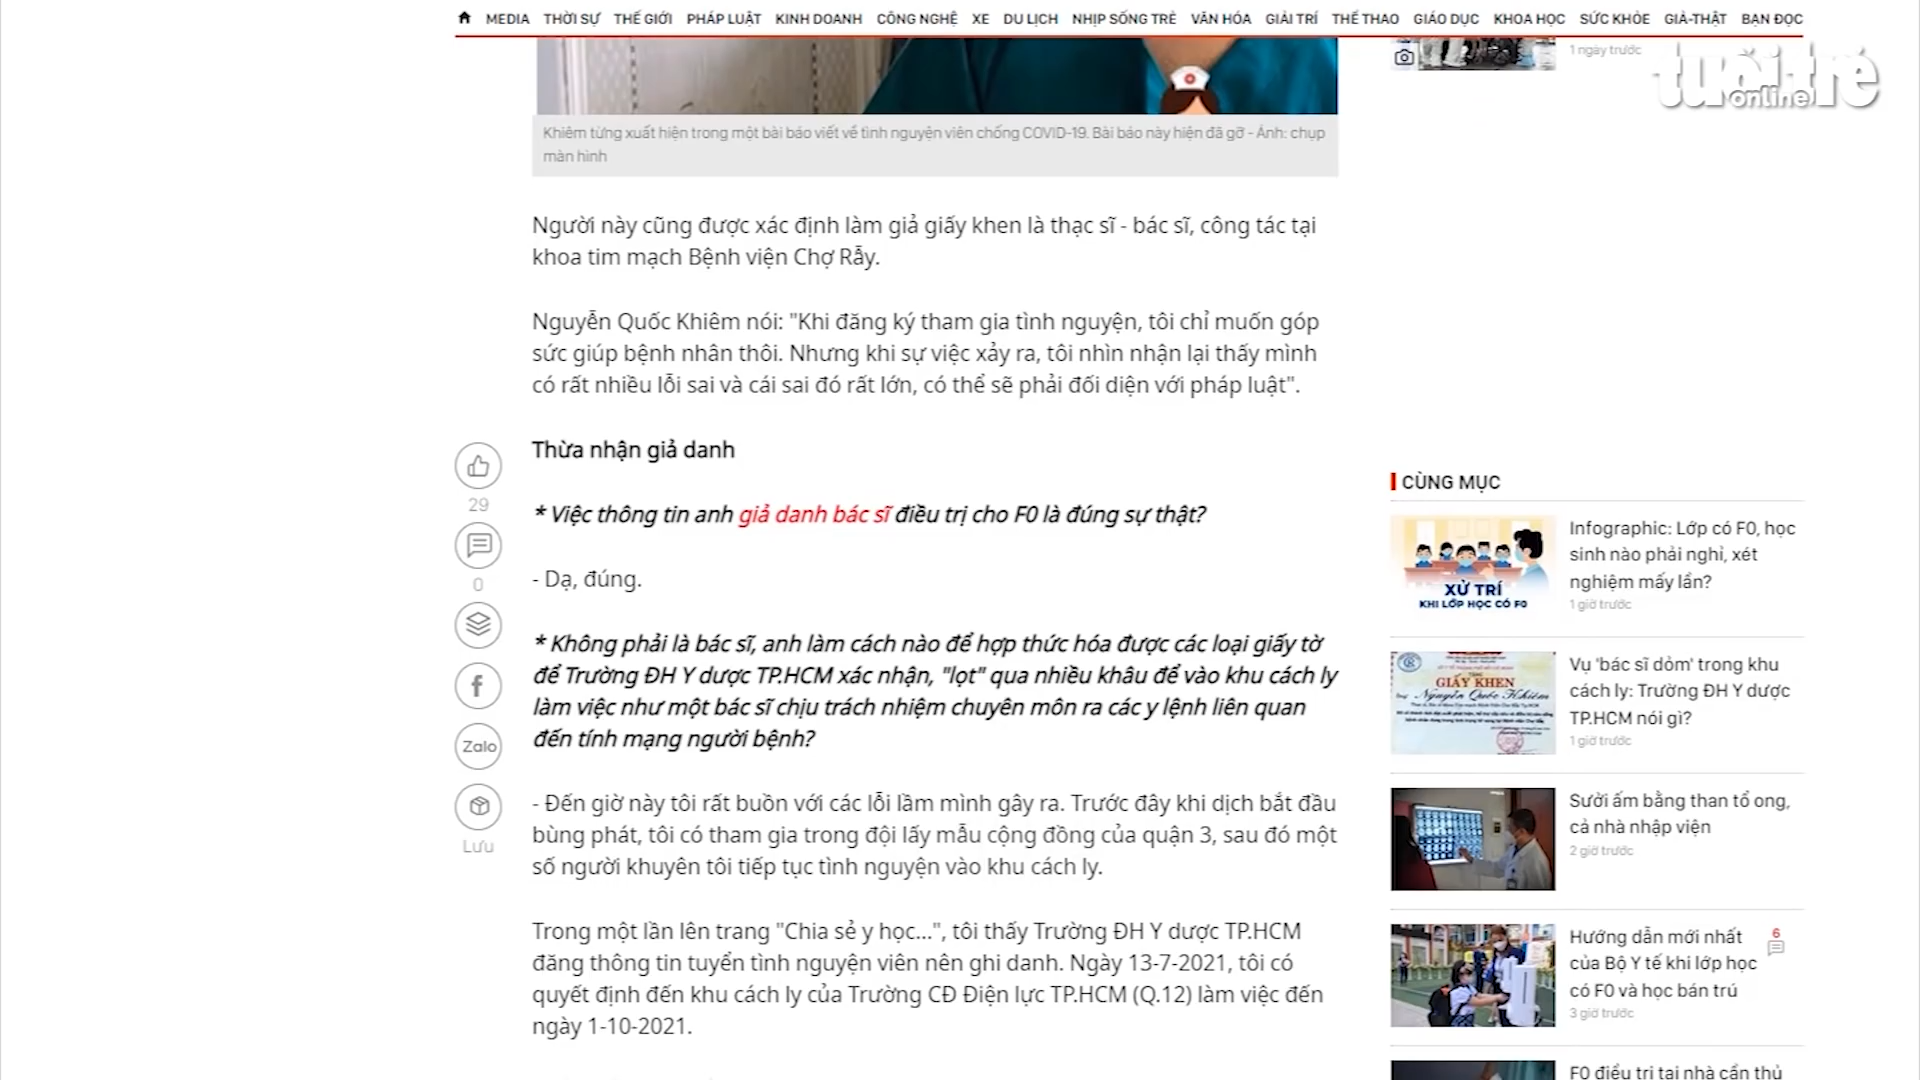 MEDIA THỜI SỰ THẾ GIỚI PHÁP LUẬT KINH DOANH CÔNG NGHỆ XE DU LỊCH NHỊP SỐNG TRẺ VĂN HÓA GIẢI TRÍ THỂ THAO GIÁO DỤC KHOA HỌC SỨC KHỎE GIẢ-THẬT BẠN ĐỌC
1 ngày trước
tuổi trẻ
online
Khiêm từng xuất hiện trong một bài báo viết về tình nguyện viên chống COVID-19. Bài báo này hiện đã gỡ - Ảnh: chụp
màn hình
Người này cũng được xác định làm giả giấy khen là thạc sĩ - bác sĩ, công tác tại
khoa tim mạch Bệnh viện Chợ Rẫy.
Nguyễn Quốc Khiêm nói: "Khi đăng ký tham gia tình nguyện, tôi chỉ muốn góp
sức giúp bệnh nhân thôi. Nhưng khi sự việc xảy ra, tôi nhìn nhận lại thấy mình
có rất nhiều lỗi sai và cái sai đó rất lớn, có thể sẽ phải đối diện với pháp luật".
Thừa nhận giả danh
* Việc thông tin anh giả danh bác sĩ điều trị cho F0 là đúng sự thật?
- Dạ, đúng.
* Không phải là bác sĩ, anh làm cách nào để hợp thức hóa được các loại giấy tờ
để Trường ĐH Y dược TP.HCM xác nhận, "lọt" qua nhiều khâu để vào khu cách ly
làm việc như một bác sĩ chịu trách nhiệm chuyên môn ra các y lệnh liên quan
đến tính mạng người bệnh?
- Đến giờ này tôi rất buồn với các lỗi lầm mình gây ra. Trước đây khi dịch bắt đầu
bùng phát, tôi có tham gia trong đội lấy mẫu cộng đồng của quận 3, sau đó một
số người khuyên tôi tiếp tục tình nguyện vào khu cách ly.
Trong một lần lên trang "Chia sẻ y học...", tôi thấy Trường ĐH Y dược TP.HCM
đăng thông tin tuyển tình nguyện viên nên ghi danh. Ngày 13-7-2021, tôi có
quyết định đến khu cách ly của Trường CĐ Điện lực TP.HCM (Q.12) làm việc đến
ngày 1-10-2021.
29
0
f
Zalo
Lưu
CÙNG MỤC
XỬ TRÍ
KHI LỚP HỌC CÓ F0
Infographic: Lớp có F0, học
sinh nào phải nghỉ, xét
nghiệm mấy lần?
1 giờ trước
GIẤY KHEN
Nguyễn Quốc Khiêm
Vụ 'bác sĩ dỏm' trong khu
cách ly: Trường ĐH Y dược
TP.HCM nói gì?
1 giờ trước
Sưởi ấm bằng than tổ ong,
cả nhà nhập viện
2 giờ trước
Hướng dẫn mới nhất
của Bộ Y tế khi lớp học
có F0 và học bán trú
6
3 giờ trước
F0 điều trị tại nhà cần thủ